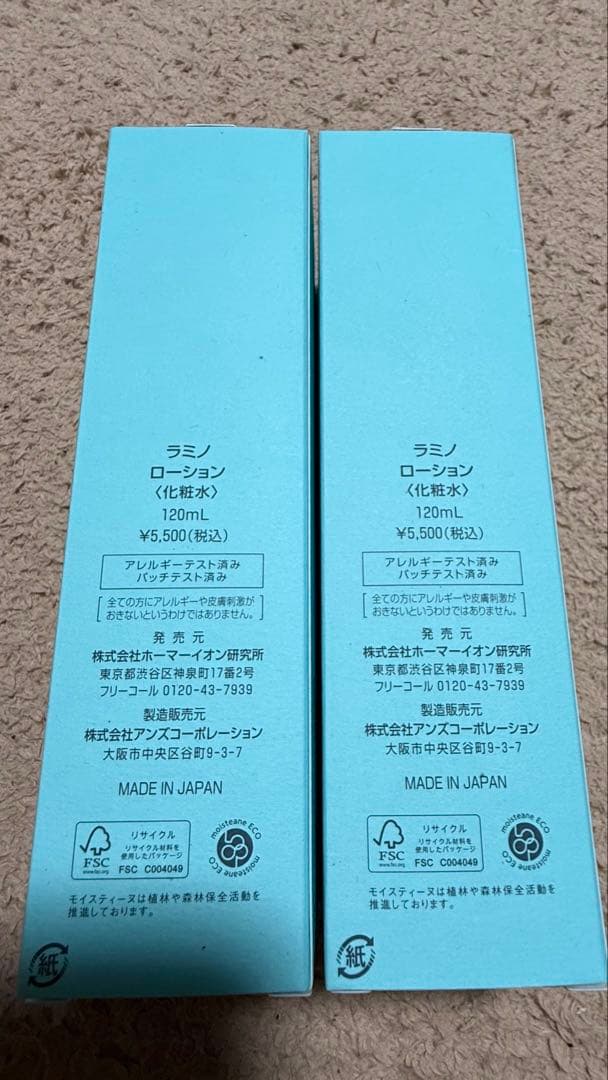 ラミノ
ローション
〈化粧水〉
120mL
¥5,500(税込)
アレルギーテスト済み
パッチテスト済み
全ての方にアレルギーや皮膚刺激が
おきないというわけではありません。
発売元
株式会社ホーマーイオン研究所
東京都渋谷区神泉町17番2号
フリーコール 0120-43-7939
製造販売元
株式会社アンズコーポレーション
大阪市中央区谷町9-3-7
MADE IN JAPAN
FSC
www.fsc.org
リサイクル
リサイクル材料を
使用したパッケージ
FSC C004049
moisteane ECO moisteane ECO
モイスティーヌは植林や森林保全活動を
推進しております。
紙
ラミノ
ローション
〈化粧水〉
120mL
¥5,500(税込)
アレルギーテスト済み
パッチテスト済み
全ての方にアレルギーや皮膚刺激が
おきないというわけではありません。
発売元
株式会社ホーマーイオン研究所
東京都渋谷区神泉町17番2号
フリーコール 0120-43-7939
製造販売元
株式会社アンズコーポレーション
大阪市中央区谷町9-3-7
MADE IN JAPAN
FSC
www.fsc.org
リサイクル
リサイクル材料を
使用したパッケージ
FSC C004049
moisteane ECO moisteane ECO
モイスティーヌは植林や森林保全活動を
推進しております。
紙